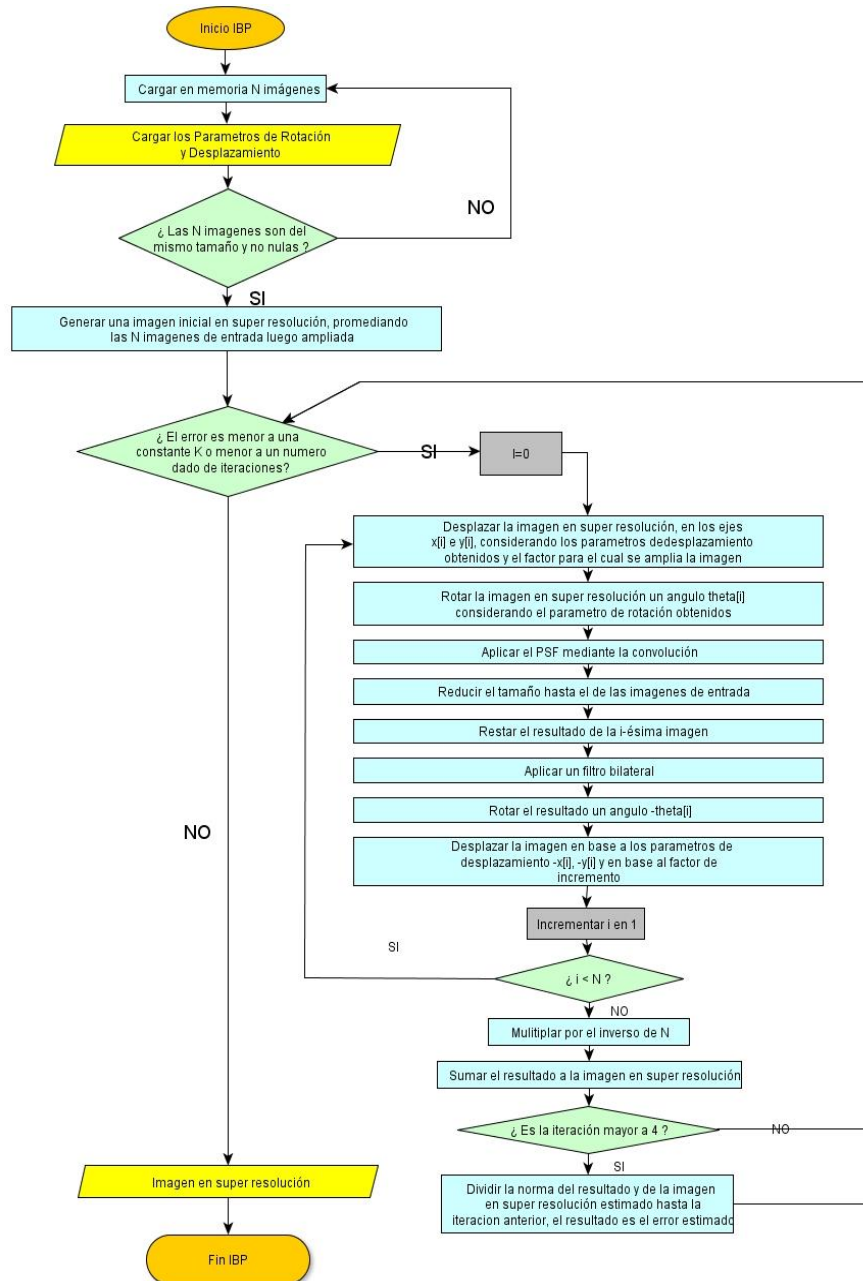 Inicio IBP
Cargar en memoria N imágenes
Cargar los Parametros de Rotación
y Desplazamiento
¿ Las N imagenes son del
mismo tamaño y no nulas ?
NO
SI
Generar una imagen inicial en super resolución, promediando
las N imagenes de entrada luego ampliada
¿ El error es menor a una
constante K o menor a un numero
dado de iteraciones?
SI
I=0
Desplazar la imagen en super resolución, en los ejes
x[i] e y[i], considerando los parametros dedesplazamiento
obtenidos y el factor para el cual se amplia la imagen
Rotar la imagen en super resolución un angulo theta[i]
considerando el parametro de rotación obtenidos
Aplicar el PSF mediante la convolución
Reducir el tamaño hasta el de las imagenes de entrada
Restar el resultado de la i-ésima imagen
Aplicar un filtro bilateral
Rotar el resultado un angulo -theta[i]
NO
Desplazar la imagen en base a los parametros de
desplazamiento -x[i], -y[i] y en base al factor de
incremento
Incrementar i en 1
SI
¿ i < N ?
NO
Mulitiplar por el inverso de N
Sumar el resultado a la imagen en super resolución
¿ Es la iteración mayor a 4 ?
NO
SI
Dividir la norma del resultado y de la imagen
en super resolución estimado hasta la
iteracion anterior, el resultado es el error estimado
Imagen en super resolución
Fin IBP